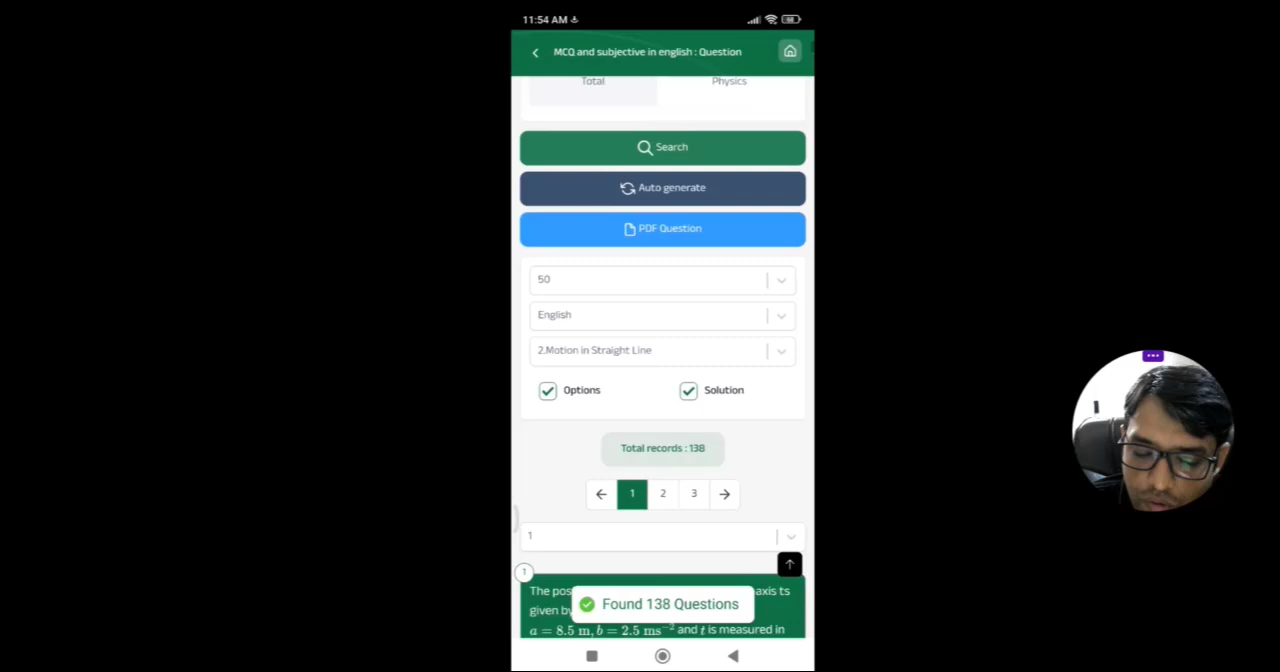 11:54 AM
68
MCQ and subjective in english : Question
Total
Physics
Search
Auto generate
PDF Question
50
English
2.Motion in Straight Line
Options
Solution
Total records : 138
1 2 3
1
1
The pos axis ts
given by
Found 138 Questions
a = 8.5 m, b = 2.5 ms⁻² and t is measured in